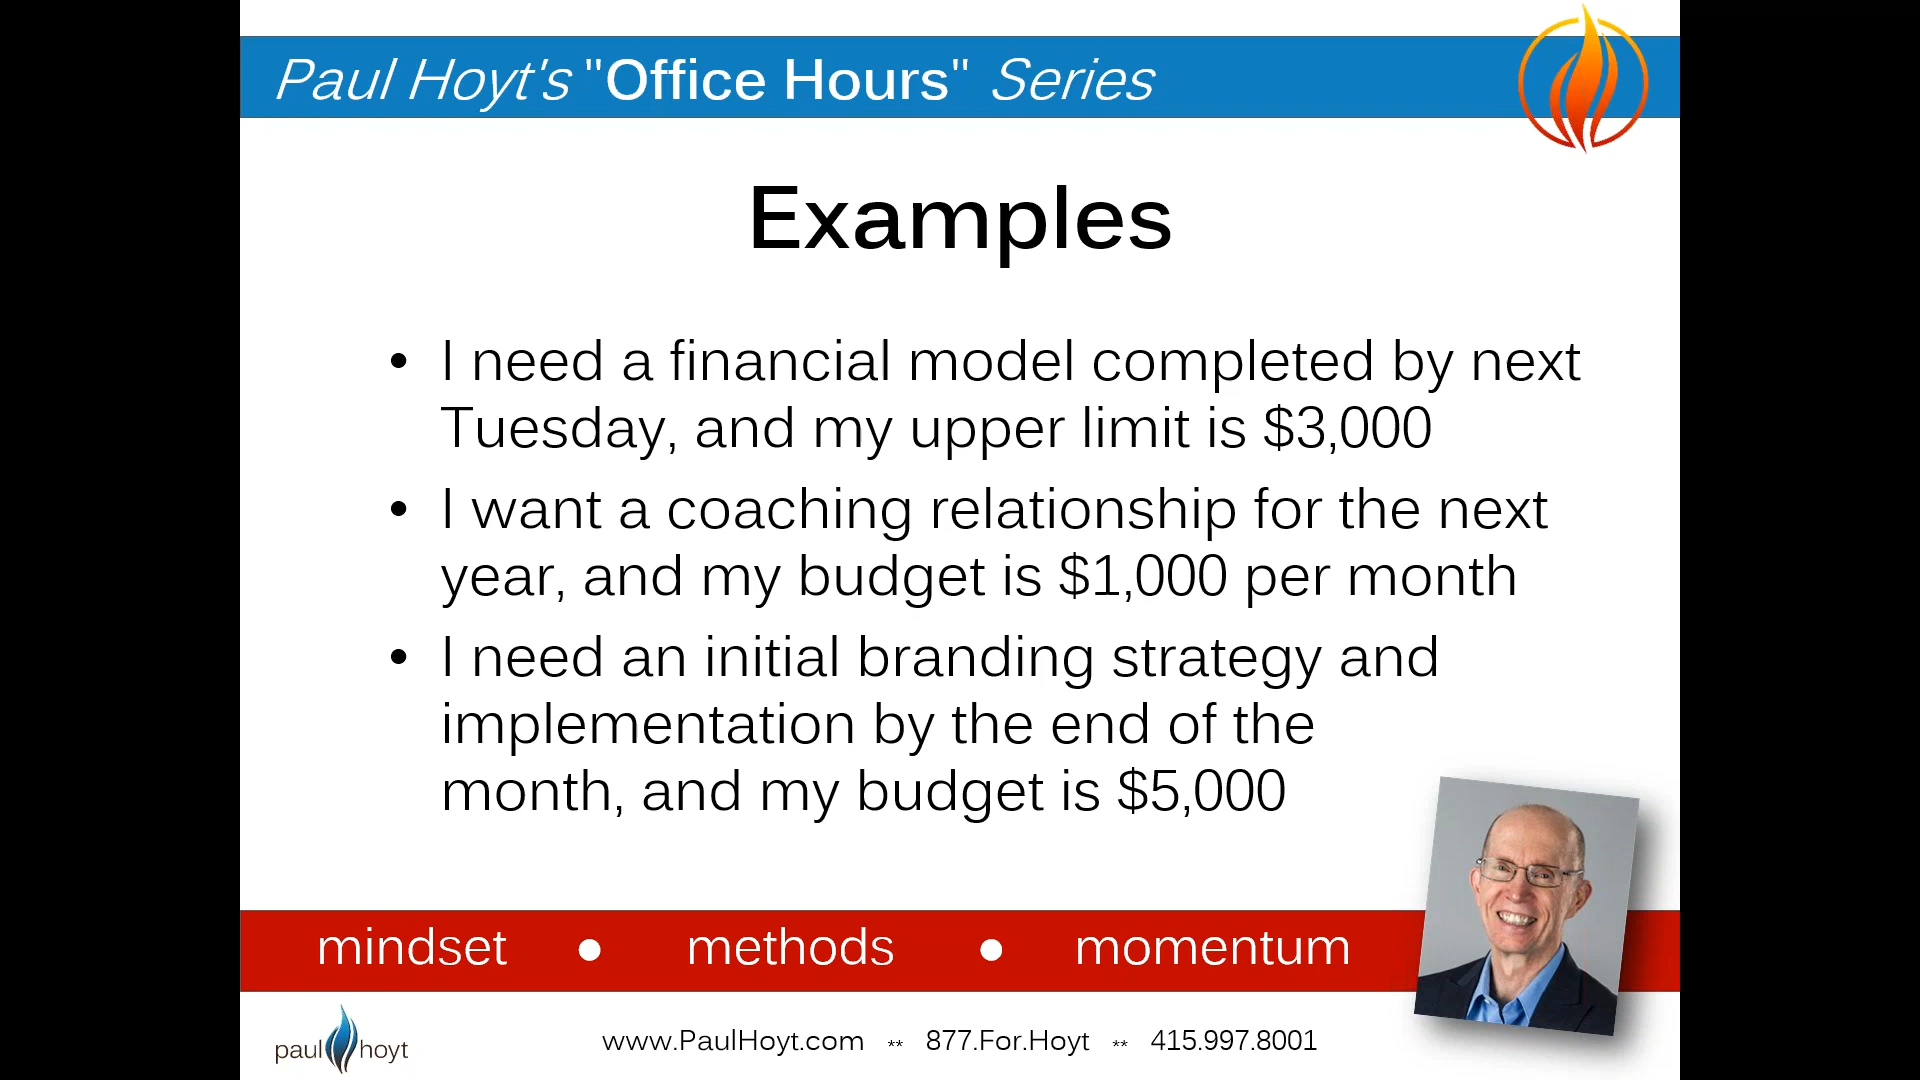 Paul Hoyt's "Office Hours" Series
Examples
• I need a financial model completed by next
Tuesday, and my upper limit is $3,000
• I want a coaching relationship for the next
year, and my budget is $1,000 per month
• I need an initial branding strategy and
implementation by the end of the
month, and my budget is $5,000
mindset • methods • momentum
paul hoyt
www.PaulHoyt.com ** 877.For.Hoyt ** 415.997.8001